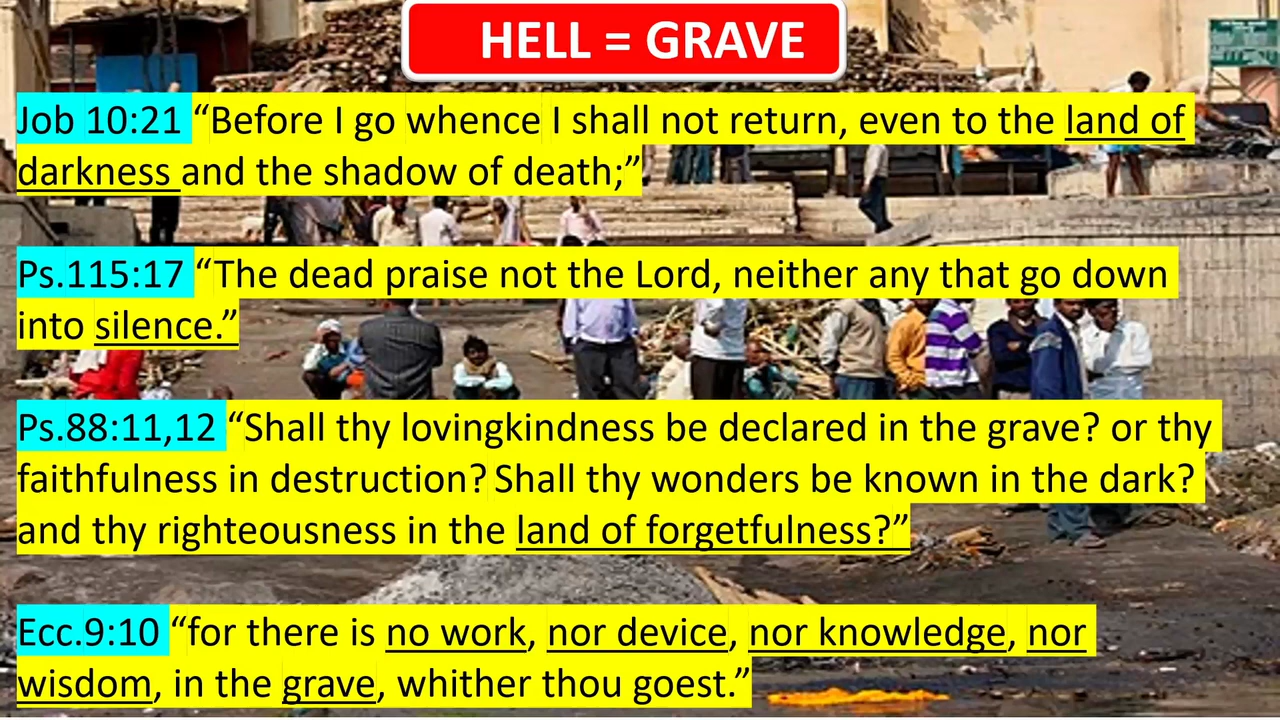 HELL = GRAVE
Job 10:21 “Before I go whence I shall not return, even to the land of
darkness and the shadow of death;”
Ps.115:17 “The dead praise not the Lord, neither any that go down
into silence.”
Ps.88:11,12 “Shall thy lovingkindness be declared in the grave? or thy
faithfulness in destruction? Shall thy wonders be known in the dark?
and thy righteousness in the land of forgetfulness?”
Ecc.9:10 “for there is no work, nor device, nor knowledge, nor
wisdom, in the grave, whither thou goest.”